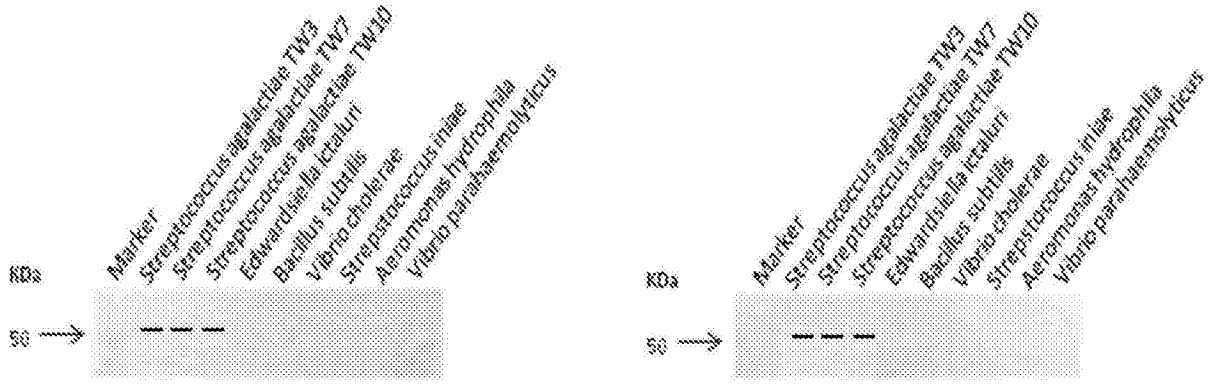 Marker
Streptococcus agalactiae TW3
Streptococcus agalactiae TW7
Streptococcus agalactiae TW10
Edwardsiella ictaluri
Bacillus subtilis
Vibrio cholerae
Strepstococcus iniae
Aeromonas hydrophila
Vibrio parahaemolyticus
KDa
50
Marker
Streptococcus agalactiae TW3
Streptococcus agalactiae TW7
Streptococcus agalactiae TW10
Edwardsiella ictaluri
Bacillus subtilis
Vibrio cholerae
Strepstococcus iniae
Aeromonas hydrophila
Vibrio parahaemolyticus
KDa
50